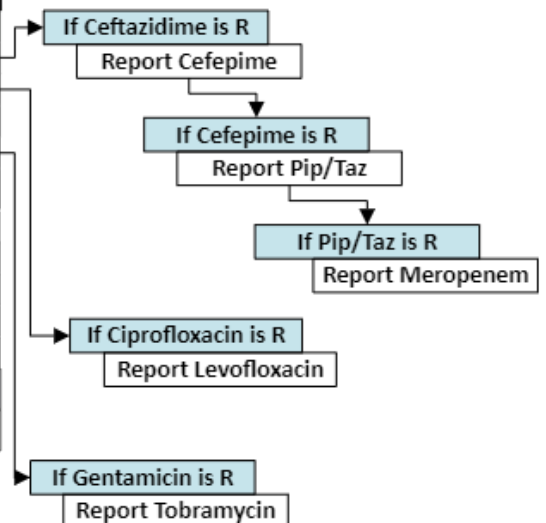 If Ceftazidime is R
Report Cefepime
If Cefepime is R
Report Pip/Taz
If Pip/Taz is R
Report Meropenem
If Ciprofloxacin is R
Report Levofloxacin
If Gentamicin is R
Report Tobramycin